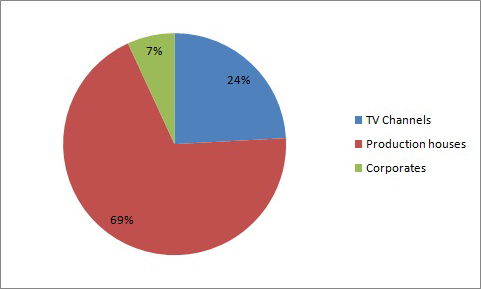 7%
24%
69%
TV Channels
Production houses
Corporates